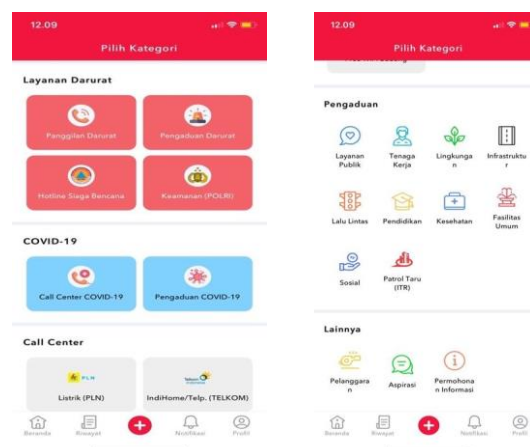 12.09
Pilih Kategori
Layanan Darurat
Panggilan Darurat
Pengaduan Darurat
Hotline Siaga Bencana
Keamanan (POLRI)
COVID-19
Call Center COVID-19
Pengaduan COVID-19
Call Center
PLN
Telkom
Listrik (PLN)
IndiHome/Telp. (TELKOM)
Beranda
Riwayat
Notifikasi
Profil
12.09
Pilih Kategori
Pengaduan
Layanan
Publik
Tenaga
Kerja
Lingkunga
n
Infrastruktu
r
Lalu Lintas
Pendidikan
Kesehatan
Fasilitas
Umum
Sosial
Patrol Taru
(ITR)
Lainnya
Pelanggara
n
Aspirasi
Permohona
n Informasi
Beranda
Riwayat
Notifikasi
Profil